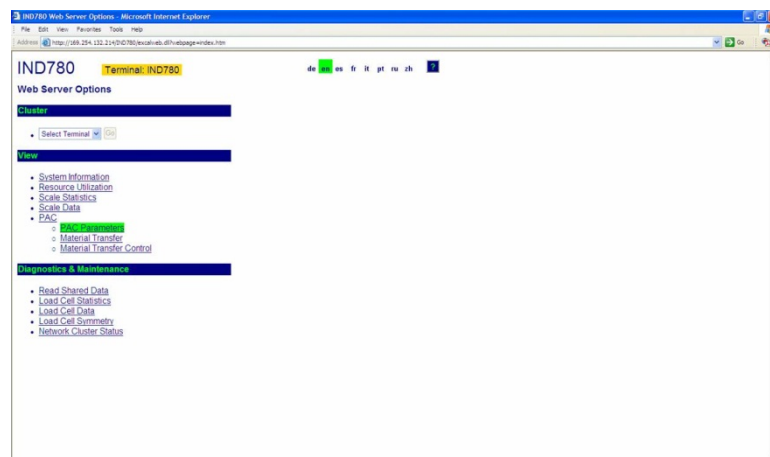 IND780 Web Server Options - Microsoft Internet Explorer
File Edit View Favorites Tools Help
Address http://169.254.132.214/IND780/excalweb.dll?webpage=index.htm Go
IND780 Terminal: IND780 de en es fr it pt ru zh ?
Web Server Options
Cluster
Select Terminal Go
View
System Information
Resource Utilization
Scale Statistics
Scale Data
PAC
PAC Parameters
Material Transfer
Material Transfer Control
Diagnostics & Maintenance
Read Shared Data
Load Cell Statistics
Load Cell Data
Load Cell Symmetry
Network Cluster Status